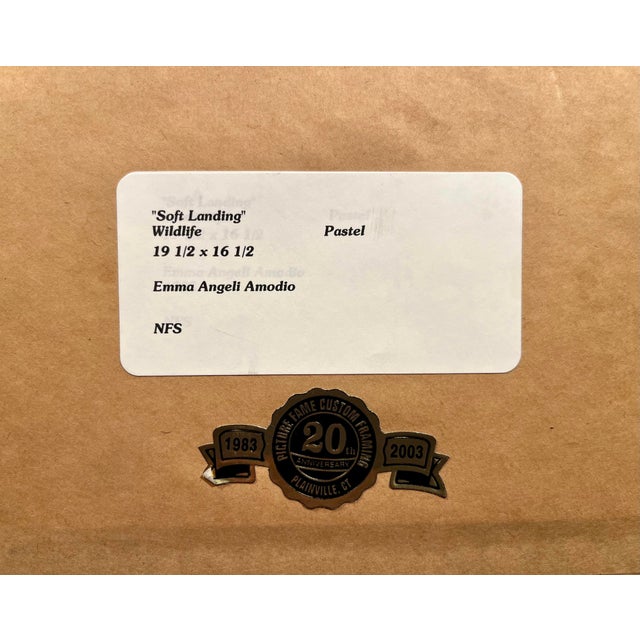 "Soft Landing"
Wildlife Pastel
19 1/2 x 16 1/2
Emma Angeli Amodio
NFS
PICTURE FAME CUSTOM FRAMING
1983 20th 2003
ANNIVERSARY
PLAINVILLE, CT